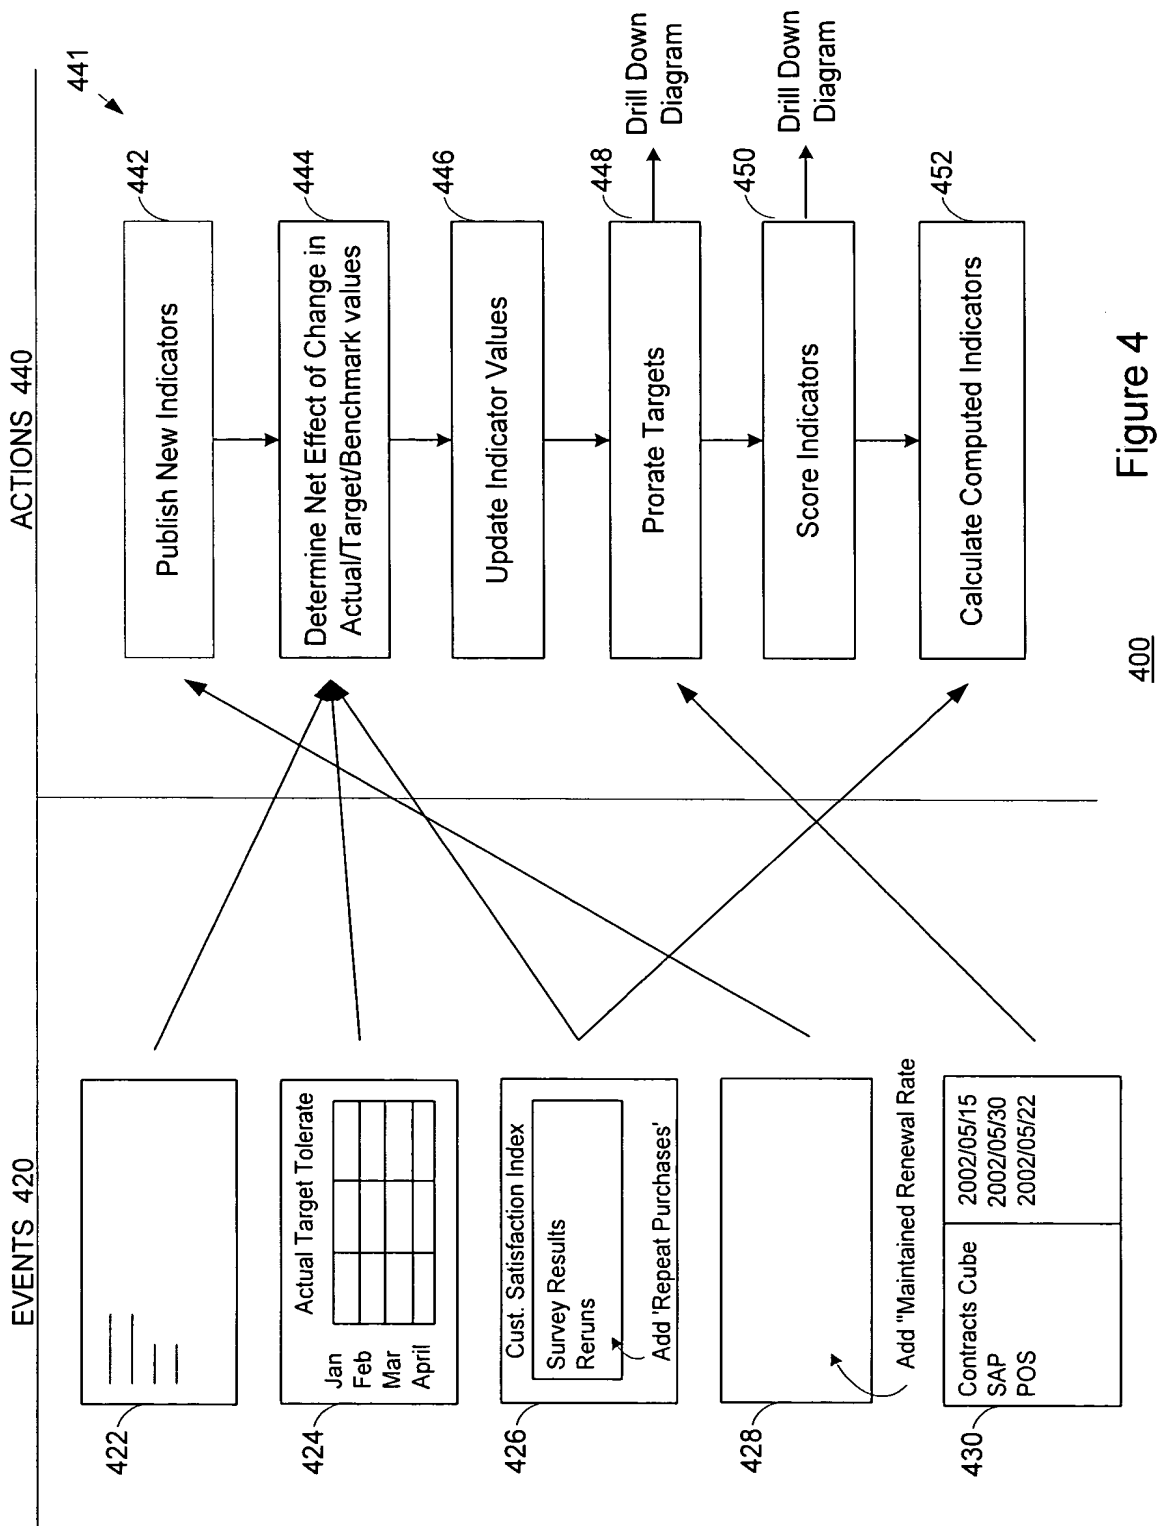 EVENTS 420
ACTIONS 440
422
424
Actual Target Tolerate
Jan
Feb
Mar
April
426
Cust. Satisfaction Index
Survey Results
Reruns
Add 'Repeat Purchases'
428
Add "Maintained Renewal Rate
430
Contracts Cube 2002/05/15
SAP 2002/05/30
POS 2002/05/22
441
442
Publish New Indicators
444
Determine Net Effect of Change in
Actual/Target/Benchmark values
446
Update Indicator Values
448
Prorate Targets
Drill Down
Diagram
450
Score Indicators
Drill Down
Diagram
452
Calculate Computed Indicators
400
Figure 4